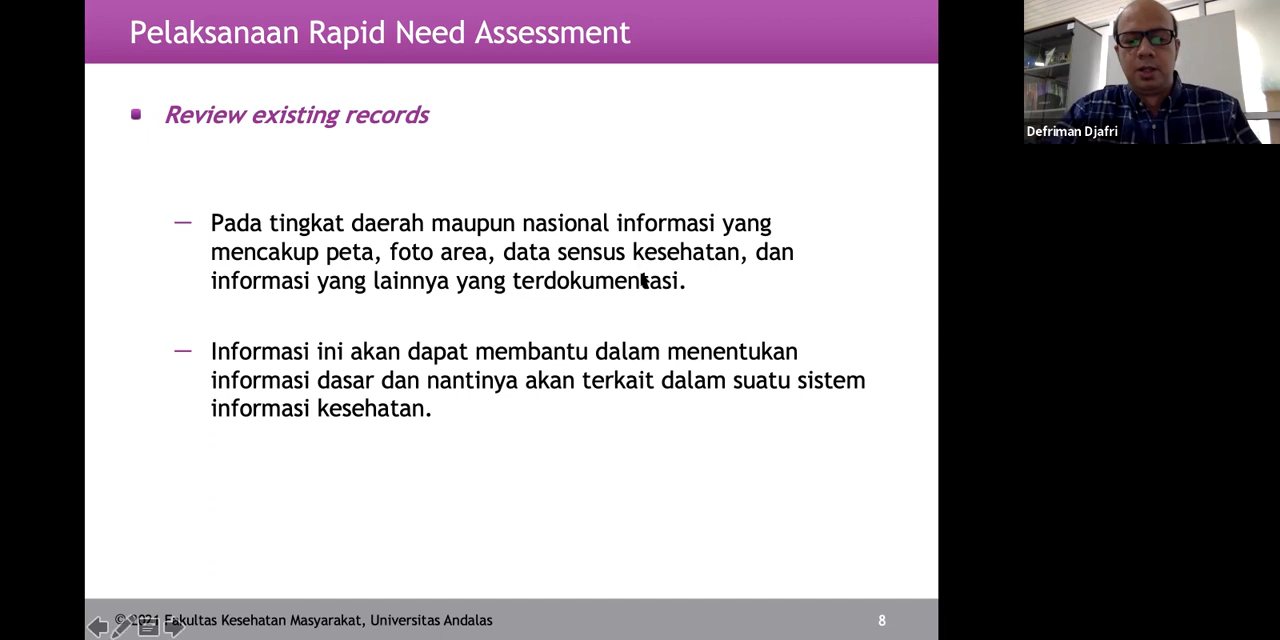 Pelaksanaan Rapid Need Assessment
Review existing records
— Pada tingkat daerah maupun nasional informasi yang
mencakup peta, foto area, data sensus kesehatan, dan
informasi yang lainnya yang terdokumentasi.
— Informasi ini akan dapat membantu dalam menentukan
informasi dasar dan nantinya akan terkait dalam suatu sistem
informasi kesehatan.
© 2021 Fakultas Kesehatan Masyarakat, Universitas Andalas
8
Defriman Djafri